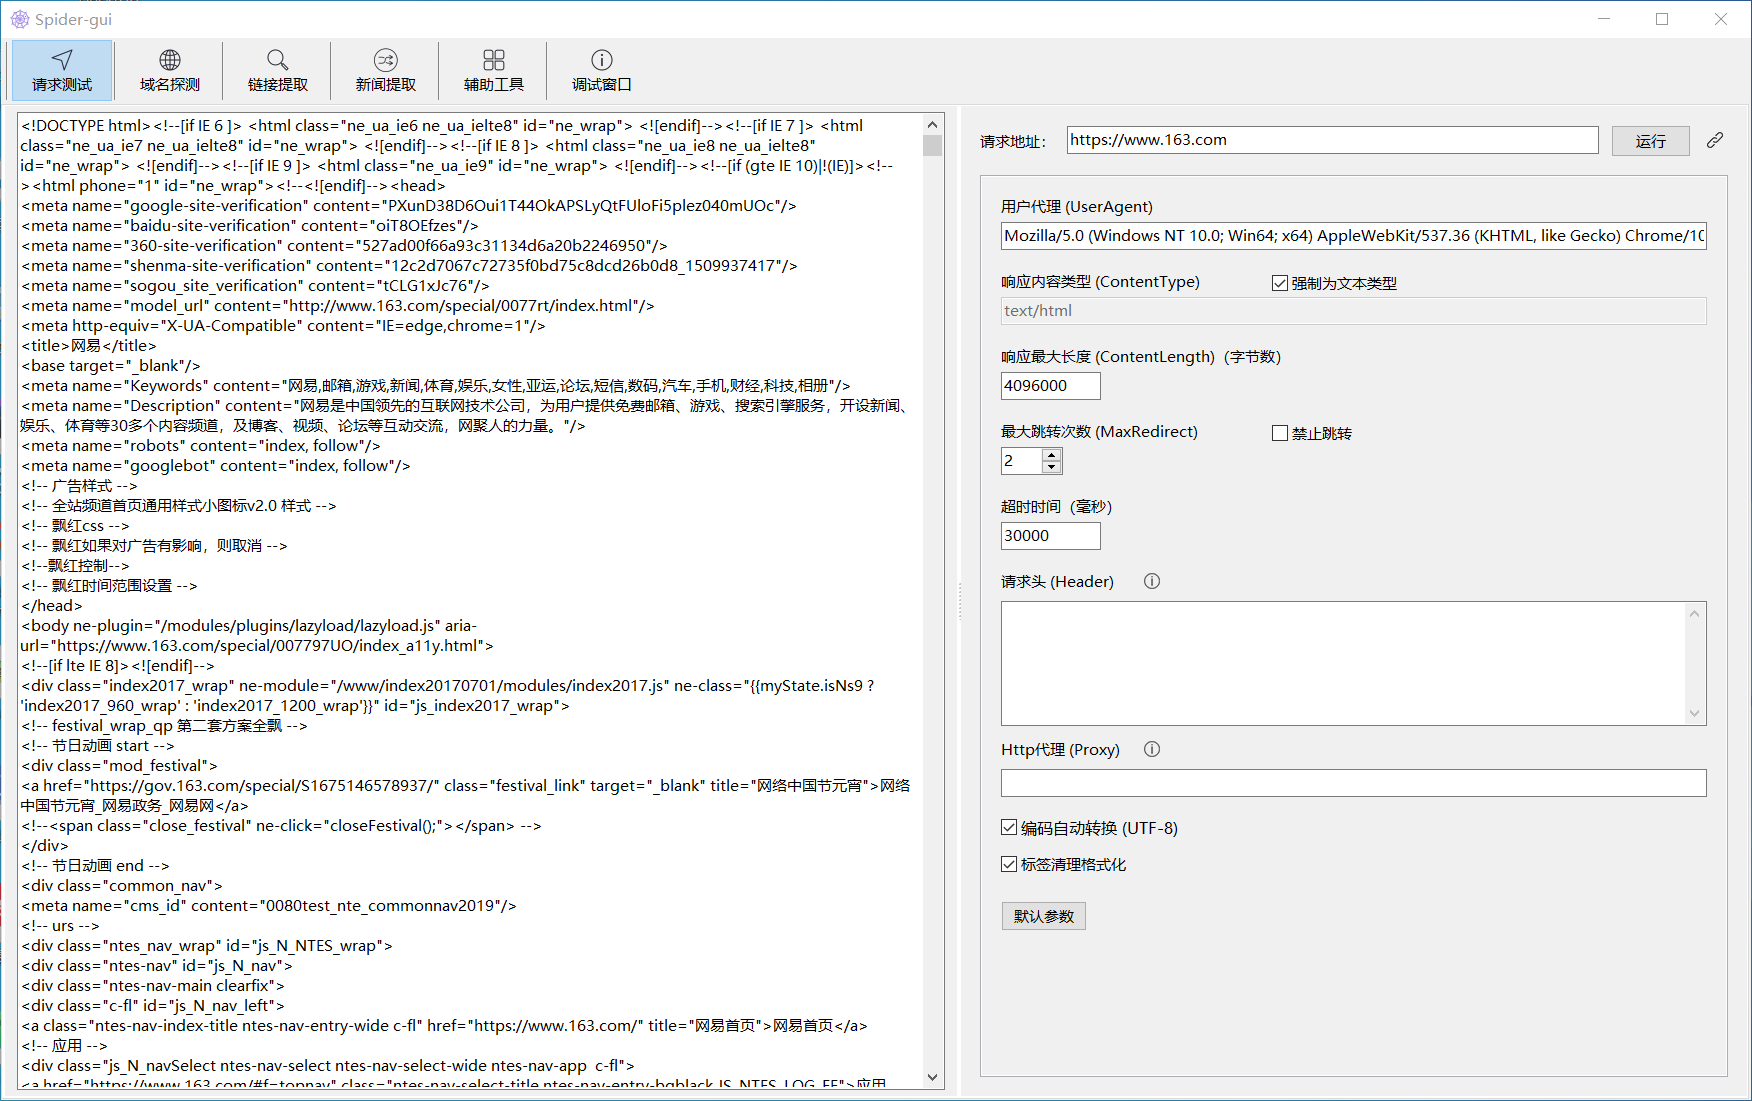 Spider-gui
请求测试
域名探测
链接提取
新闻提取
辅助工具
调试窗口
<!DOCTYPE html><!--[if IE 6 ]> <html class="ne_ua_ie6 ne_ua_ielte8" id="ne_wrap"> <![endif]--><!--[if IE 7 ]> <html
class="ne_ua_ie7 ne_ua_ielte8" id="ne_wrap"> <![endif]--><!--[if IE 8 ]> <html class="ne_ua_ie8 ne_ua_ielte8"
id="ne_wrap"> <![endif]--><!--[if IE 9 ]> <html class="ne_ua_ie9" id="ne_wrap"> <![endif]--><!--[if (gte IE 10)|!(IE)]><!--
><html phone="1" id="ne_wrap"><!--<![endif]--><head>
<meta name="google-site-verification" content="PXunD38D6Oui1T44OkAPSLyQtFUloFi5plez040mUOc"/>
<meta name="baidu-site-verification" content="oiT8OEfzes"/>
<meta name="360-site-verification" content="527ad00f66a93c31134d6a20b2246950"/>
<meta name="shenma-site-verification" content="12c2d7067c72735f0bd75c8dcd26b0d8_1509937417"/>
<meta name="sogou_site_verification" content="tCLG1xJc76"/>
<meta name="model_url" content="http://www.163.com/special/0077rt/index.html"/>
<meta http-equiv="X-UA-Compatible" content="IE=edge,chrome=1"/>
<title>网易</title>
<base target="_blank"/>
<meta name="Keywords" content="网易,邮箱,游戏,新闻,体育,娱乐,女性,亚运,论坛,短信,数码,汽车,手机,财经,科技,相册"/>
<meta name="Description" content="网易是中国领先的互联网技术公司，为用户提供免费邮箱、游戏、搜索引擎服务，开设新闻、
娱乐、体育等30多个内容频道，及博客、视频、论坛等互动交流，网聚人的力量。"/>
<meta name="robots" content="index, follow"/>
<meta name="googlebot" content="index, follow"/>
<!-- 广告样式 -->
<!-- 全站频道首页通用样式小图标v2.0 样式 -->
<!-- 飘红css -->
<!-- 飘红如果对广告有影响，则取消 -->
<!--飘红控制-->
<!-- 飘红时间范围设置 -->
</head>
<body ne-plugin="/modules/plugins/lazyload/lazyload.js" aria-
url="https://www.163.com/special/007797UO/index_a11y.html">
<!--[if lte IE 8]><![endif]-->
<div class="index2017_wrap" ne-module="/www/index20170701/modules/index2017.js" ne-class="{{myState.isNs9 ?
'index2017_960_wrap' : 'index2017_1200_wrap'}}" id="js_index2017_wrap">
<!-- festival_wrap_qp 第二套方案全飘 -->
<!-- 节日动画 start -->
<div class="mod_festival">
<a href="https://gov.163.com/special/S1675146578937/" class="festival_link" target="_blank" title="网络中国节元宵">网络
中国节元宵_网易政务_网易网</a>
<!--<span class="close_festival" ne-click="closeFestival();"></span> -->
</div>
<!-- 节日动画 end -->
<div class="common_nav">
<meta name="cms_id" content="0080test_nte_commonnav2019"/>
<!-- urs -->
<div class="ntes_nav_wrap" id="js_N_NTES_wrap">
<div class="ntes-nav" id="js_N_nav">
<div class="ntes-nav-main clearfix">
<div class="c-fl" id="js_N_nav_left">
<a class="ntes-nav-index-title ntes-nav-entry-wide c-fl" href="https://www.163.com/" title="网易首页">网易首页</a>
<!-- 应用 -->
<div class="js_N_navSelect ntes-nav-select ntes-nav-select-wide ntes-nav-app  c-fl">
<a href="https://www.163.com/#f=topnav" class="ntes-nav-select-title ntes-nav-entry-bgblack JS_NTES_LOG_FE">应用
请求地址：
https://www.163.com
运行
用户代理 (UserAgent)
Mozilla/5.0 (Windows NT 10.0; Win64; x64) AppleWebKit/537.36 (KHTML, like Gecko) Chrome/10
响应内容类型 (ContentType)
强制为文本类型
text/html
响应最大长度 (ContentLength)（字节数）
4096000
最大跳转次数 (MaxRedirect)
禁止跳转
2
超时时间（毫秒）
30000
请求头 (Header)
Http代理 (Proxy)
编码自动转换 (UTF-8)
标签清理格式化
默认参数